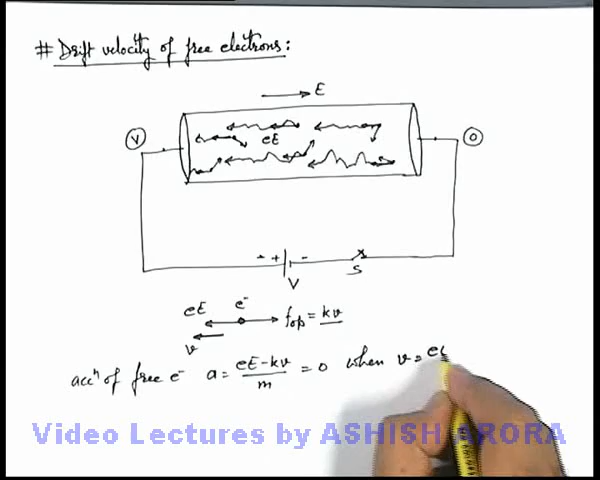 # Drift velocity of free electrons:
E
V
O
eE
+ -
V
S
eE e⁻ f_op = kv
v
accⁿ of free e⁻ a = eE-kv/m = 0 when v = e
Video Lectures by ASHISH ARORA